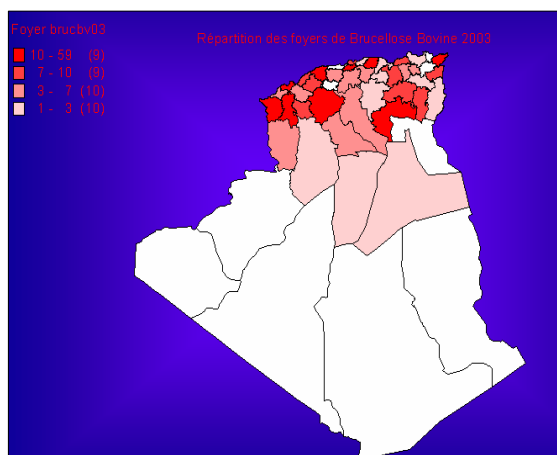 Foyer brucbv03
10 - 59 (9)
7 - 10 (9)
3 - 7 (10)
1 - 3 (10)
Répartition des foyers de Brucellose Bovine 2003